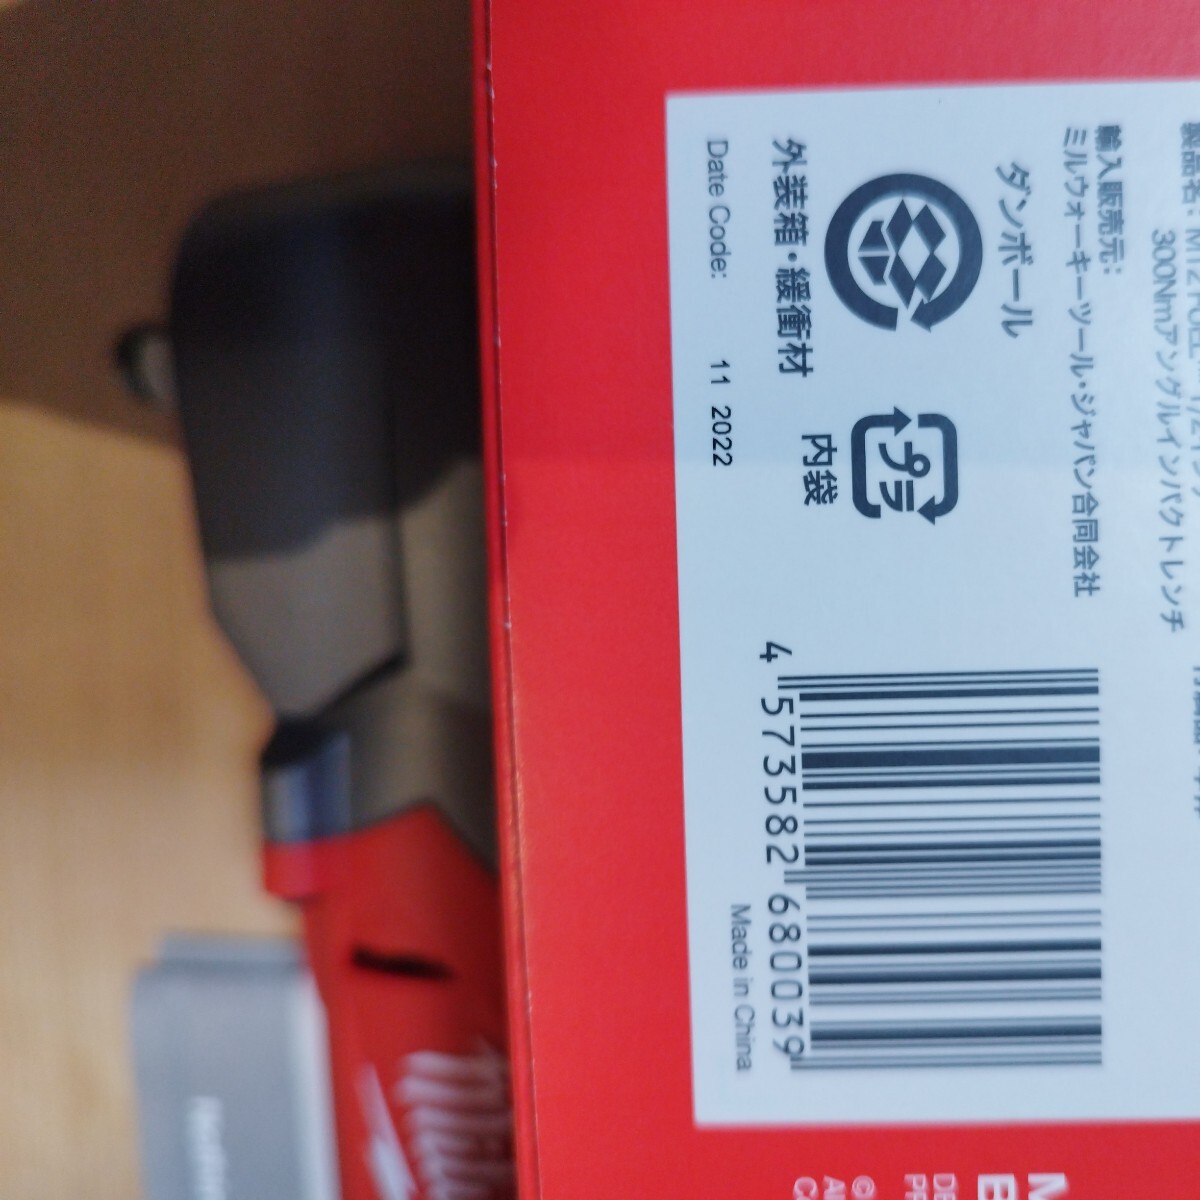 300Nmアングルインパクトレンチ
輸入販売元:
ミルウォーキーツール・ジャパン合同会社
ダンボール
外装箱・緩衝材
プラ
内袋
Date Code: 11 2022
4 573582 680039
Made in China